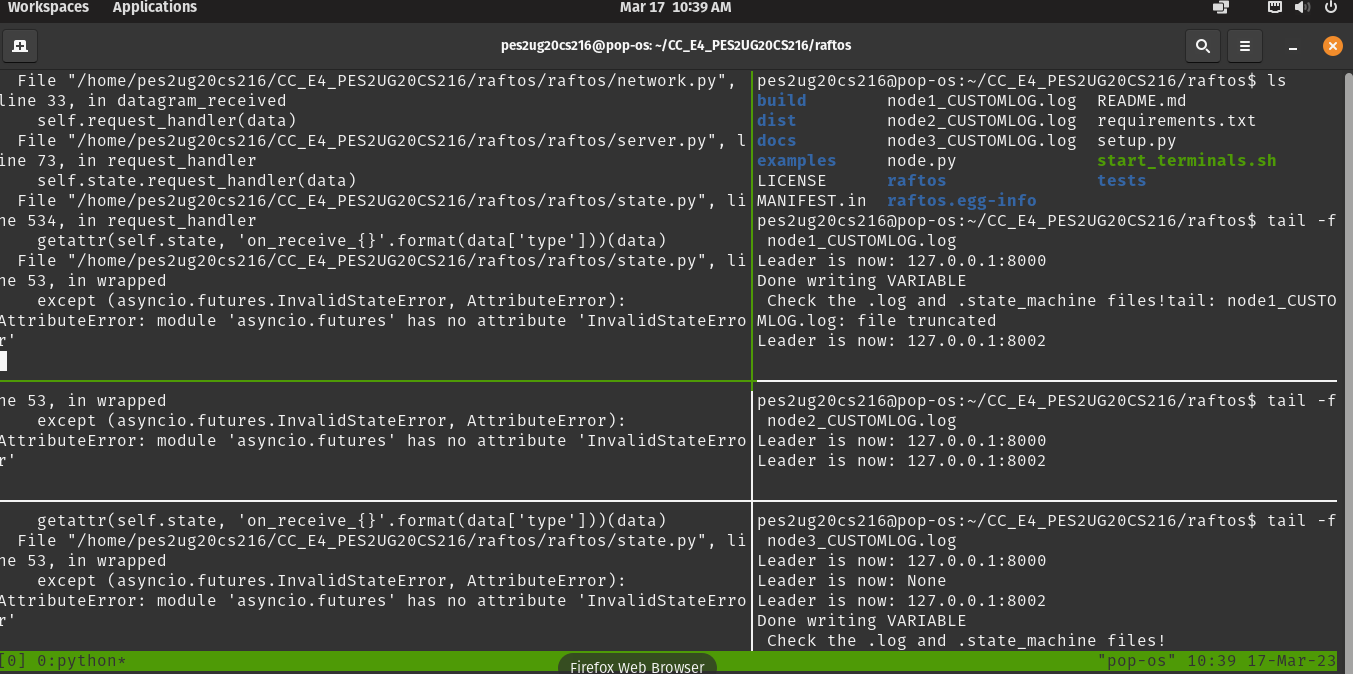 Workspaces Applications Mar 17 10:39 AM
pes2ug20cs216@pop-os: ~/CC_E4_PES2UG20CS216/raftos
File "/home/pes2ug20cs216/CC_E4_PES2UG20CS216/raftos/raftos/network.py",
line 33, in datagram_received
self.request_handler(data)
File "/home/pes2ug20cs216/CC_E4_PES2UG20CS216/raftos/raftos/server.py", l
ine 73, in request_handler
self.state.request_handler(data)
File "/home/pes2ug20cs216/CC_E4_PES2UG20CS216/raftos/raftos/state.py", li
ne 534, in request_handler
getattr(self.state, 'on_receive_{}'.format(data['type']))(data)
File "/home/pes2ug20cs216/CC_E4_PES2UG20CS216/raftos/raftos/state.py", li
ne 53, in wrapped
except (asyncio.futures.InvalidStateError, AttributeError):
AttributeError: module 'asyncio.futures' has no attribute 'InvalidStateErro
r'
pes2ug20cs216@pop-os:~/CC_E4_PES2UG20CS216/raftos$ ls
build node1_CUSTOMLOG.log README.md
dist node2_CUSTOMLOG.log requirements.txt
docs node3_CUSTOMLOG.log setup.py
examples node.py start_terminals.sh
LICENSE raftos tests
MANIFEST.in raftos.egg-info
pes2ug20cs216@pop-os:~/CC_E4_PES2UG20CS216/raftos$ tail -f
node1_CUSTOMLOG.log
Leader is now: 127.0.0.1:8000
Done writing VARIABLE
Check the .log and .state_machine files!tail: node1_CUSTO
MLOG.log: file truncated
Leader is now: 127.0.0.1:8002
ne 53, in wrapped
except (asyncio.futures.InvalidStateError, AttributeError):
AttributeError: module 'asyncio.futures' has no attribute 'InvalidStateErro
r'
pes2ug20cs216@pop-os:~/CC_E4_PES2UG20CS216/raftos$ tail -f
node2_CUSTOMLOG.log
Leader is now: 127.0.0.1:8000
Leader is now: 127.0.0.1:8002
getattr(self.state, 'on_receive_{}'.format(data['type']))(data)
File "/home/pes2ug20cs216/CC_E4_PES2UG20CS216/raftos/raftos/state.py", li
ne 53, in wrapped
except (asyncio.futures.InvalidStateError, AttributeError):
AttributeError: module 'asyncio.futures' has no attribute 'InvalidStateErro
r'
pes2ug20cs216@pop-os:~/CC_E4_PES2UG20CS216/raftos$ tail -f
node3_CUSTOMLOG.log
Leader is now: 127.0.0.1:8000
Leader is now: None
Leader is now: 127.0.0.1:8002
Done writing VARIABLE
Check the .log and .state_machine files!
[0] 0:python* "pop-os" 10:39 17-Mar-23
Firefox Web Browser